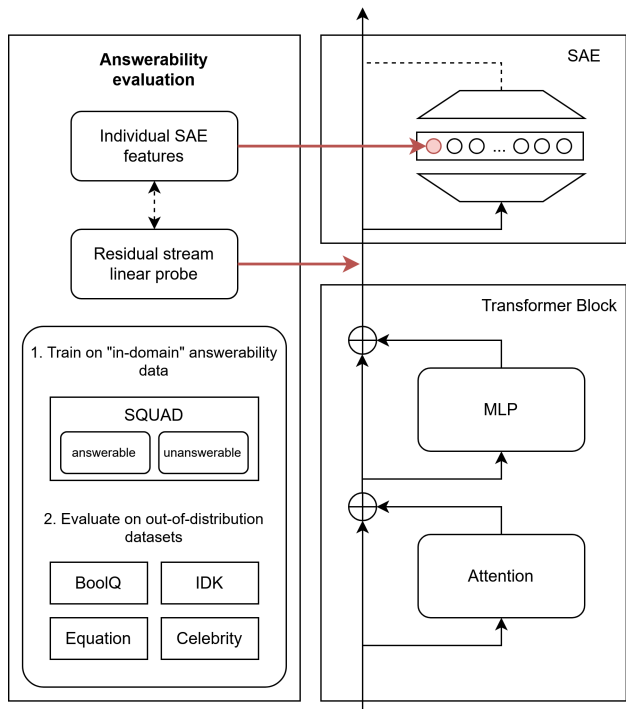 Answerability
evaluation
Individual SAE
features
Residual stream
linear probe
1. Train on "in-domain" answerability
data
SQUAD
answerable
unanswerable
2. Evaluate on out-of-distribution
datasets
BoolQ
IDK
Equation
Celebrity
SAE
...
Transformer Block
MLP
Attention